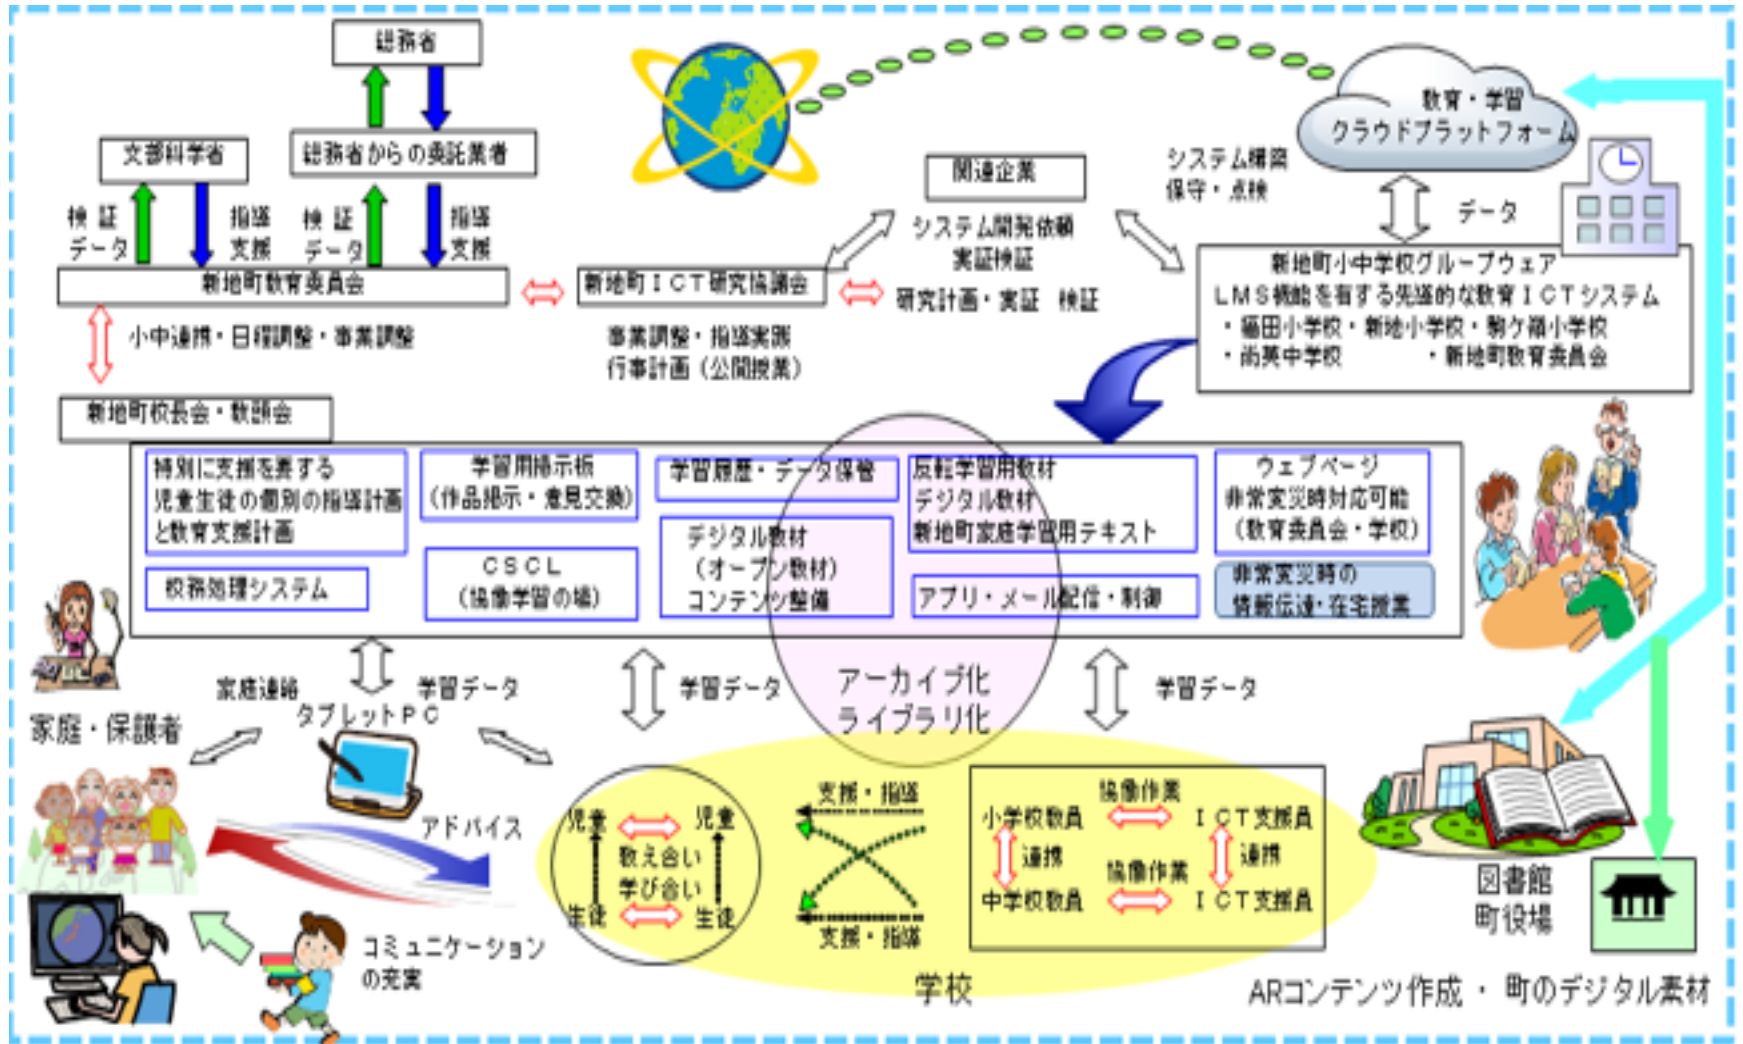 総務省
文部科学省
総務省からの委託業者
検 証
データ
指導
支援
検 証
データ
指導
支援
新地町教育委員会
新地町ICT研究協議会
関連企業
システム開発依頼
実証検証
研究計画・実証 検証
システム構築
保守・点検
教育・学習
クラウドプラットフォーム
データ
小中連携・日程調整・事業調整
事業調整・指導実践
行事計画(公開授業)
新地町小中学校グループウェア
LMS機能を有する先導的な教育ICTシステム
・福田小学校・新地小学校・駒ケ嶺小学校
・尚英中学校 ・新地町教育委員会
新地町校長会・教頭会
特別に支援を要する
児童生徒の個別の指導計画
と教育支援計画
校務処理システム
学習用掲示板
(作品掲示・意見交換)
CSCL
(協働学習の場)
学習履歴・データ保管
デジタル教材
(オープン教材)
コンテンツ整備
反転学習用教材
デジタル教材
新地町家庭学習用テキスト
アプリ・メール配信・制御
ウェブページ
非常変災時対応可能
(教育委員会・学校)
非常変災時の
情報伝達・在宅授業
アーカイブ化
ライブラリ化
家庭連絡
学習データ
学習データ
学習データ
タブレットPC
家庭・保護者
アドバイス
コミュニケーション
の充実
児童
児童
教え合い
学び合い
生徒
生徒
支援・指導
支援・指導
協働作業
小学校教員
ICT支援員
連携
連携
協働作業
中学校教員
ICT支援員
学校
図書館
町役場
ARコンテンツ作成・ 町のデジタル素材